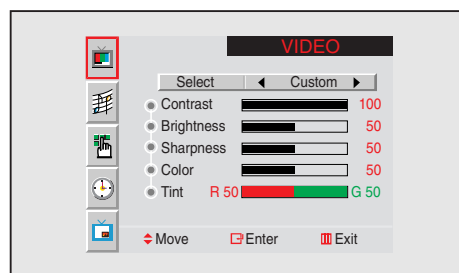 VIDEO
Select Custom
Contrast 100
Brightness 50
Sharpness 50
Color 50
Tint R 50 G 50
Move Enter Exit